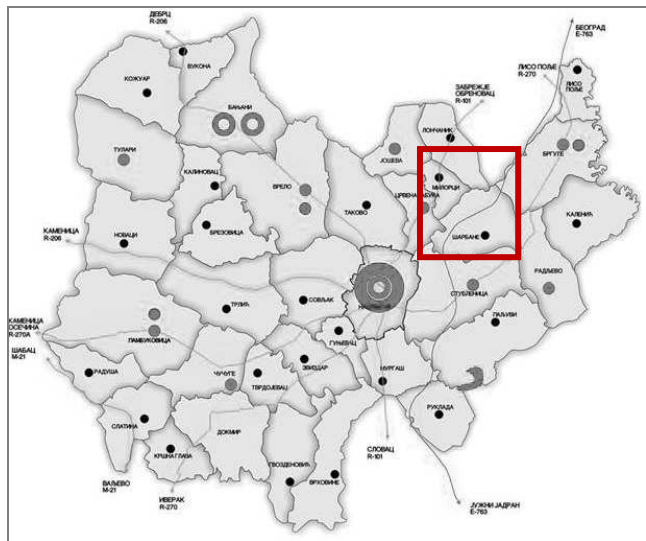 ДЕБРЦ
R-206
БЕОГРАД
E-763
ВУКОНА
КОЖУАР
ЛИСО ПОЉЕ
R-270
ЛИСО
ПОЉЕ
ЗАБРЕЖЈЕ
ОБРЕНОВАЦ
R-101
БАЊАНИ
ЛОНЧАНИК
ТУЛАРИ
ЈОШЕВА
БРГУЛЕ
КАЛИНОВАЦ
ВРЕЛО
МИЛОРЦИ
ЦРВЕНА ЈАБУКА
ТАКОВО
КАЛЕНИЋ
КАМЕНИЦА
R-206
НОВАЦИ
БРЕЗОВИЦА
ШАРБАНЕ
РАДЉЕВО
СТУБЛЕНИЦА
СОВЉАК
ТРЛИЋ
ПАЉУВИ
КАМЕНИЦА
ОСЕЧИНА
R-270A
ШАБАЦ
M-21
ПАМБУКОВИЦА
ГУЊЕВАЦ
ЗВИЗДАР
МУРГАШ
РАДУША
ЧУЧУГЕ
ТВРДОЈЕВАЦ
РУКЛАДА
СЛАТИНА
ДОКМИР
КРШНА ГЛАВА
СЛОВАЦ
R-101
ГВОЗДЕНОВИЋ
ВРХОВИНЕ
ВАЉЕВО
M-21
ИВЕРАК
R-270
ЈУЖНИ ЈАДРАН
E-763